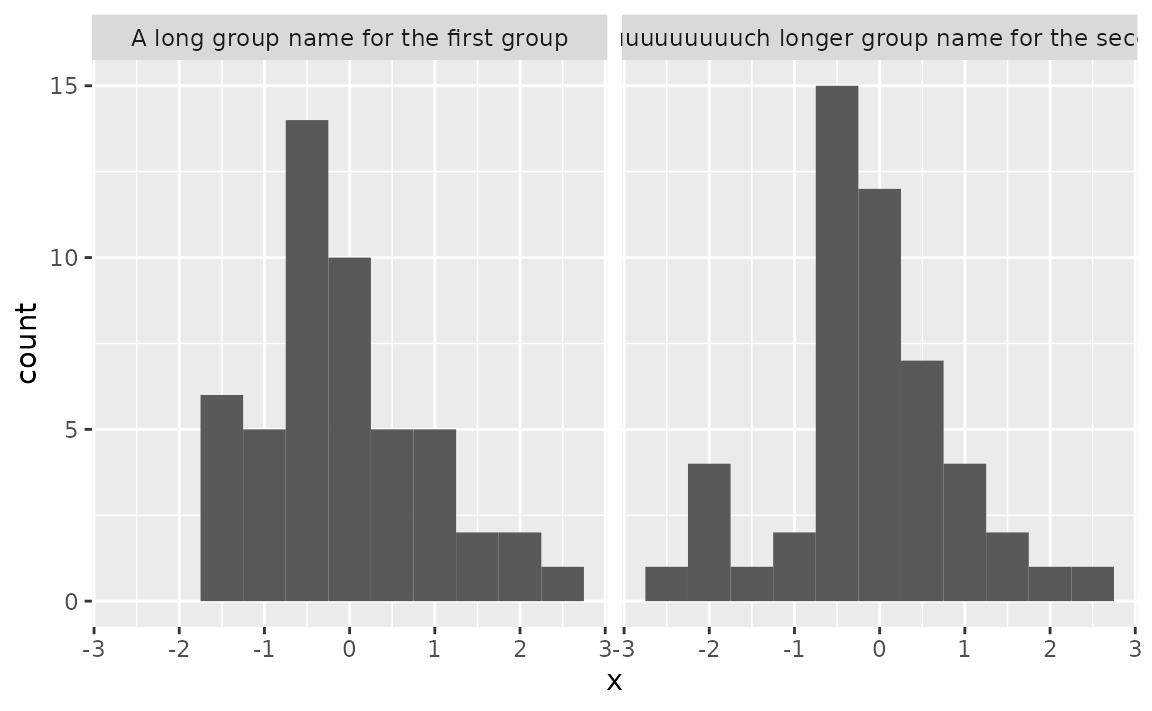 A long group name for the first group
uuuuuuuuch longer group name for the sec
15
10
5
0
count
-3 -2 -1 0 1 2 3
-3 -2 -1 0 1 2 3
x